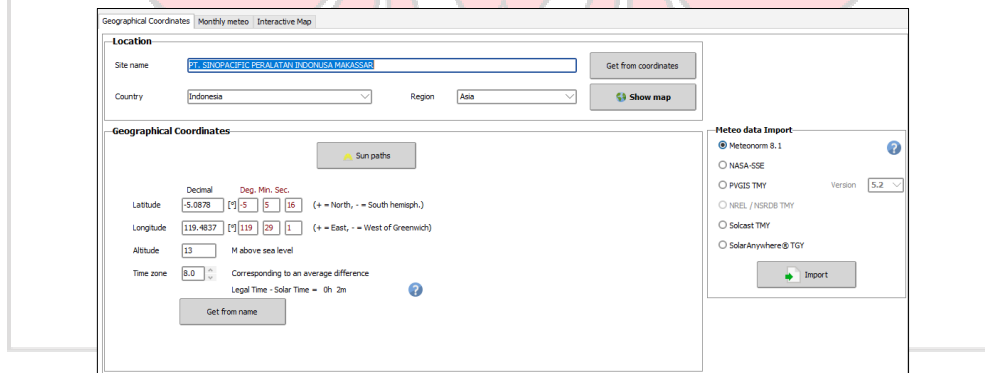 Geographical Coordinates Monthly meteo Interactive Map
Location
Site name PT. SINOPACIFIC PERALATAN INDONUSA MAKASSAR Get from coordinates
Country Indonesia Region Asia Show map
Geographical Coordinates
Sun paths
Decimal Deg. Min. Sec.
Latitude -5.0878 [°] -5 5 16 (+ = North, - = South hemisph.)
Longitude 119.4837 [°] 119 29 1 (+ = East, - = West of Greenwich)
Altitude 13 M above sea level
Time zone 8.0 Corresponding to an average difference
Legal Time - Solar Time = 0h 2m ?
Get from name
Meteo data Import
Meteonorm 8.1 ?
NASA-SSE
PVGIS TMY Version 5.2
NREL / NSRDB TMY
Solcast TMY
SolarAnywhere® TGY
Import